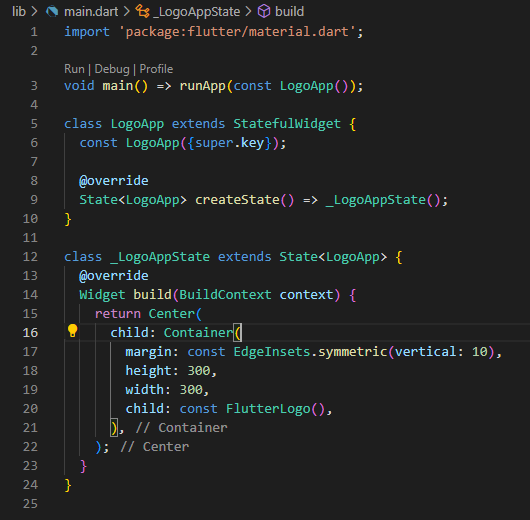 lib > main.dart > _LogoAppState > build
1 import 'package:flutter/material.dart';
2
Run | Debug | Profile
3 void main() => runApp(const LogoApp());
4
5 class LogoApp extends StatefulWidget {
6   const LogoApp({super.key});
7
8   @override
9   State<LogoApp> createState() => _LogoAppState();
10 }
11
12 class _LogoAppState extends State<LogoApp> {
13   @override
14   Widget build(BuildContext context) {
15     return Center(
16       child: Container(
17         margin: const EdgeInsets.symmetric(vertical: 10),
18         height: 300,
19         width: 300,
20         child: const FlutterLogo(),
21       ), // Container
22     ); // Center
23   }
24 }
25